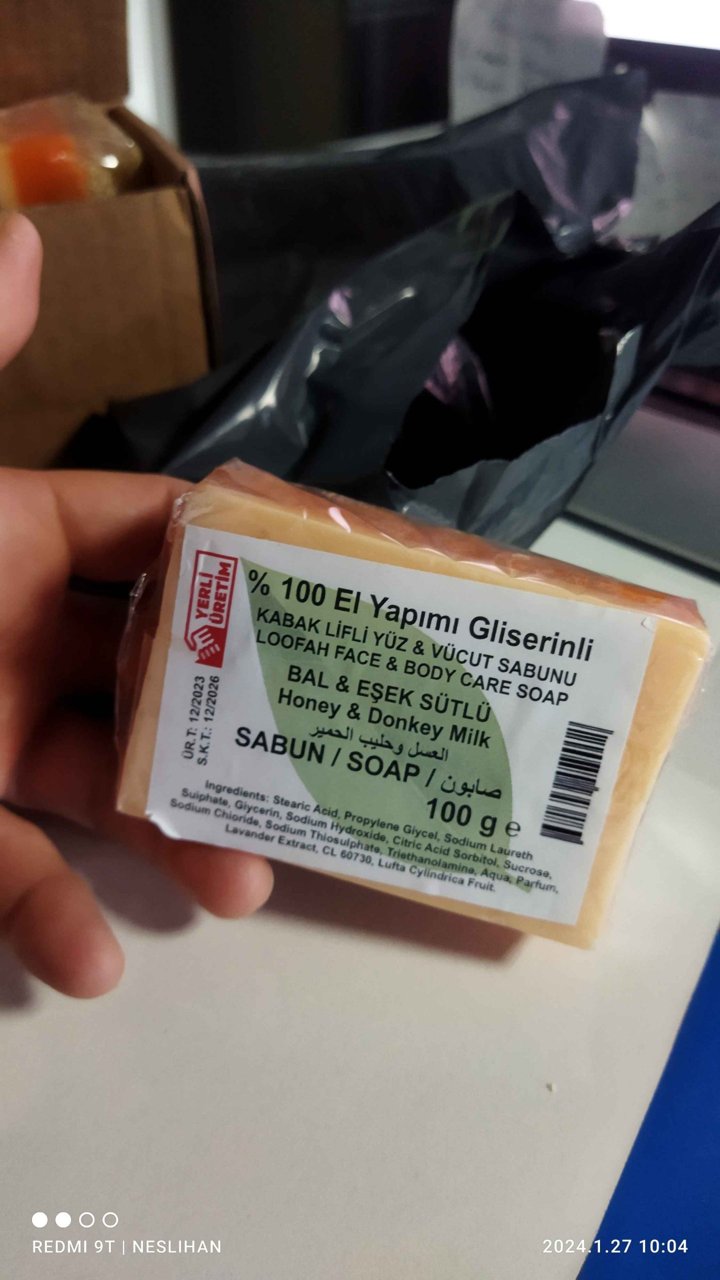 YERLİ
ÜRETİM
ÜR.T: 12/2023
S.K.T.: 12/2026
% 100 El Yapımı Gliserinli
KABAK LİFLİ YÜZ & VÜCUT SABUNU
LOOFAH FACE & BODY CARE SOAP
BAL & EŞEK SÜTLÜ
Honey & Donkey Milk
العسل وحليب الحمير
SABUN / SOAP / صابون
100 g ℮
Ingredients: Stearic Acid, Propylene Glycel, Sodium Laureth
Sulphate, Glycerin, Sodium Hydroxide, Citric Acid Sorbitol, Sucrose,
Sodium Chloride, Sodium Thiosulphate, Triethanolamine, Aqua, Parfum,
Lavander Extract, CL 60730, Lufta Cylindrica Fruit.
REDMI 9T | NESLIHAN
2024.1.27 10:04